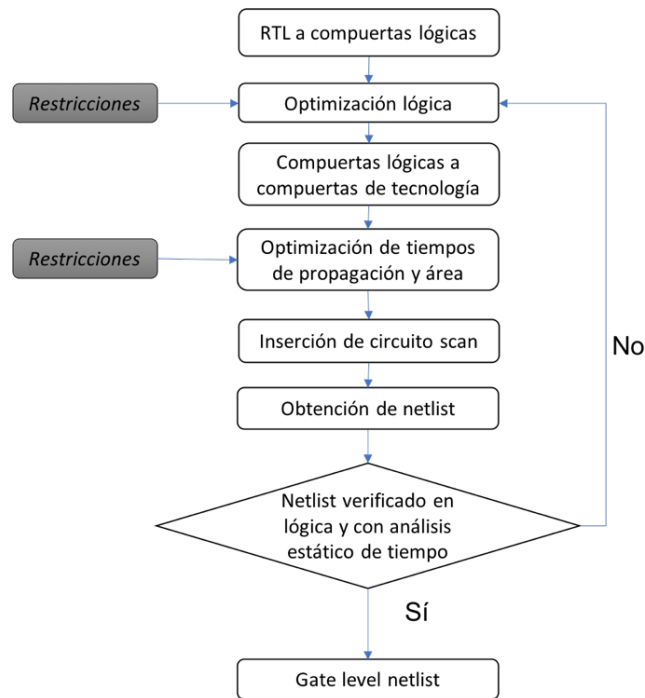 RTL a compuertas lógicas
Restricciones
Optimización lógica
Compuertas lógicas a
compuertas de tecnología
Restricciones
Optimización de tiempos
de propagación y área
Inserción de circuito scan
No
Obtención de netlist
Netlist verificado en
lógica y con análisis
estático de tiempo
Sí
Gate level netlist